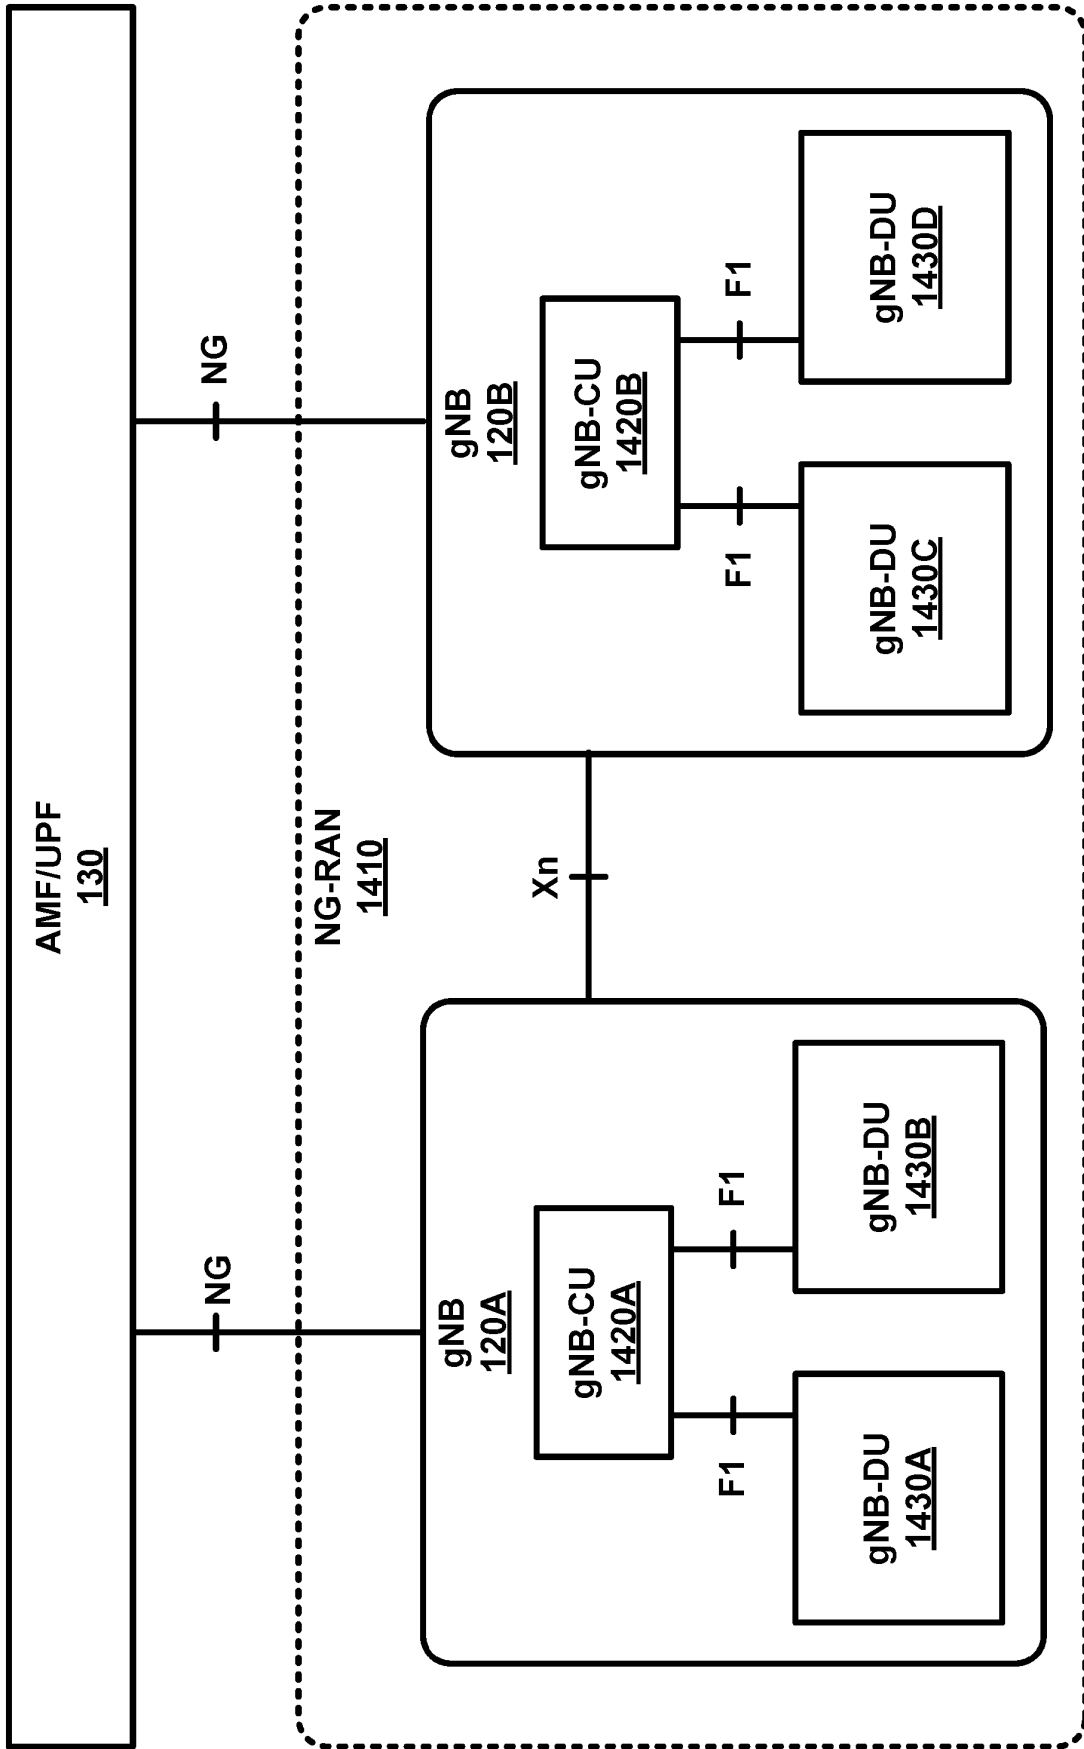 AMF/UPF
130
NG
NG
NG-RAN
1410
gNB
120A
gNB-CU
1420A
F1
F1
gNB-DU
1430A
gNB-DU
1430B
Xn
gNB
120B
gNB-CU
1420B
F1
F1
gNB-DU
1430C
gNB-DU
1430D